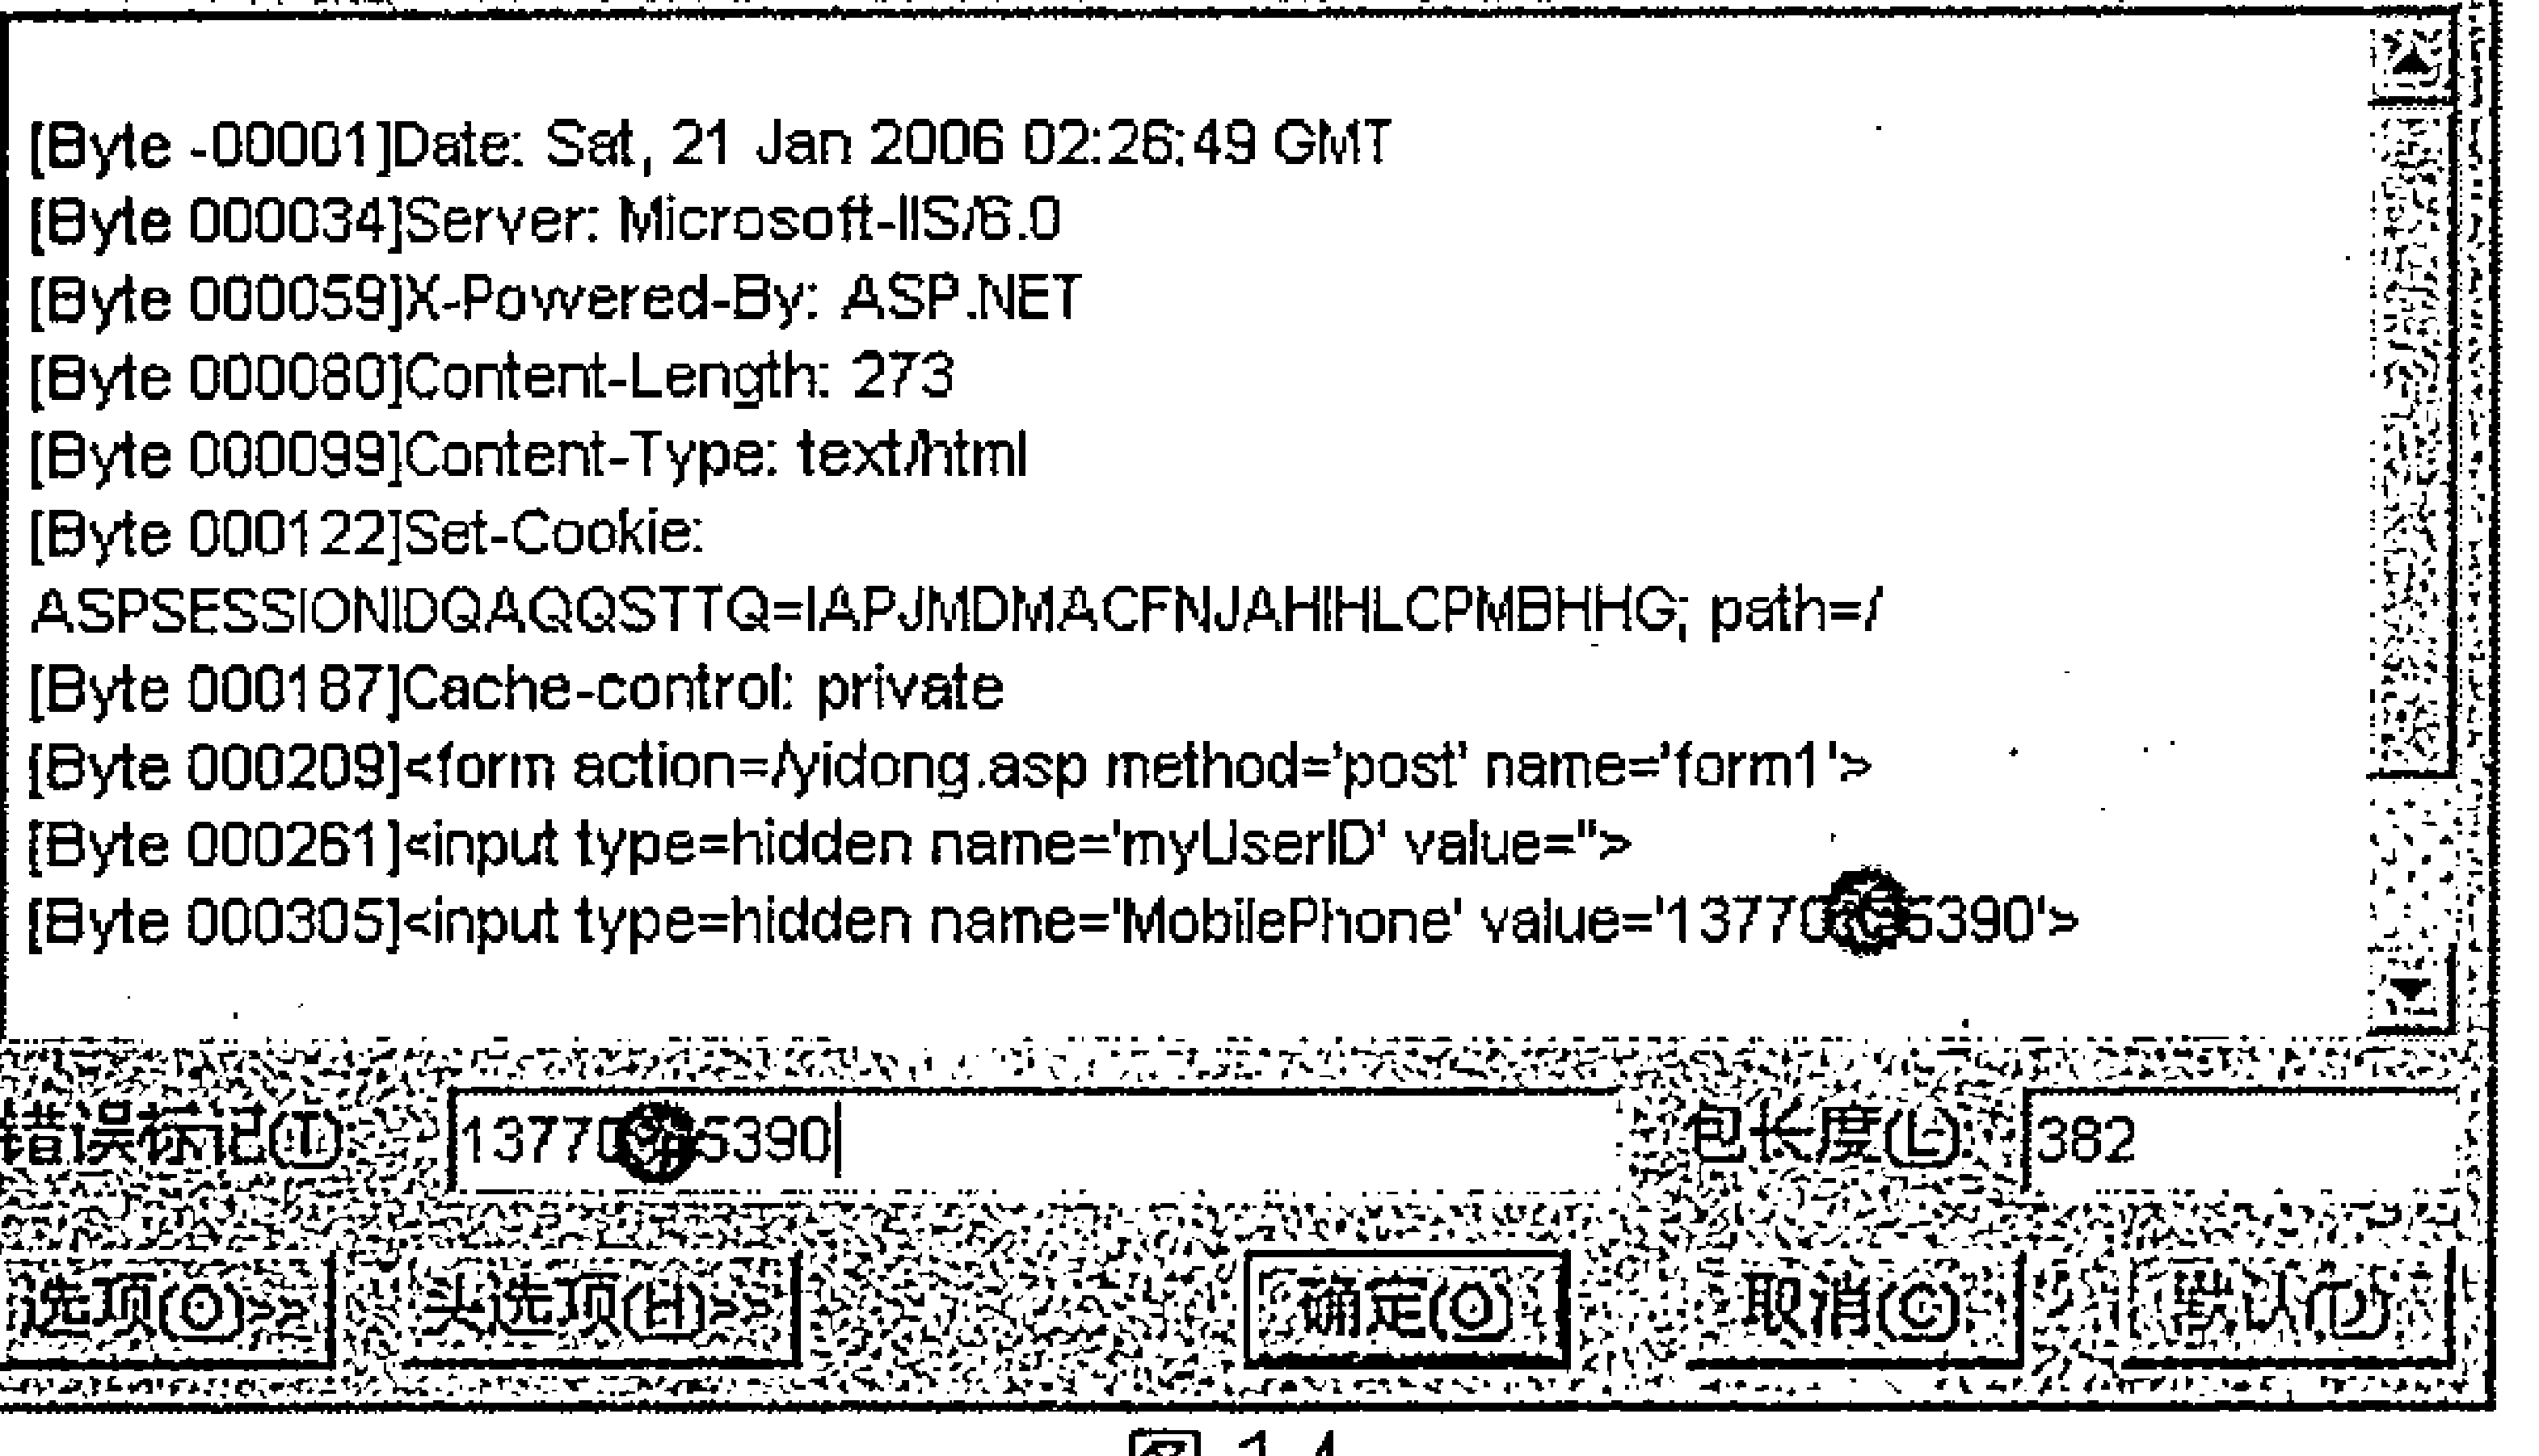 [Byte -00001]Date: Sat, 21 Jan 2006 02:26:49 GMT
[Byte 000034]Server: Microsoft-IIS/6.0
[Byte 000059]X-Powered-By: ASP.NET
[Byte 000080]Content-Length: 273
[Byte 000099]Content-Type: text/html
[Byte 000122]Set-Cookie:
ASPSESSIONIDQAQQSTTQ=IAPJMDMACFNJAHIHLCPMBHHG; path=/
[Byte 000187]Cache-control: private
[Byte 000209]<form action=/yidong.asp method='post' name='form1'>
[Byte 000261]<input type=hidden name='myUserID' value=''>
[Byte 000305]<input type=hidden name='MobilePhone'
错误标记(T) 包长度(L) 382
选项(O)>> 头选项(H)>> 确定(O) 取消(C) 默认(U)